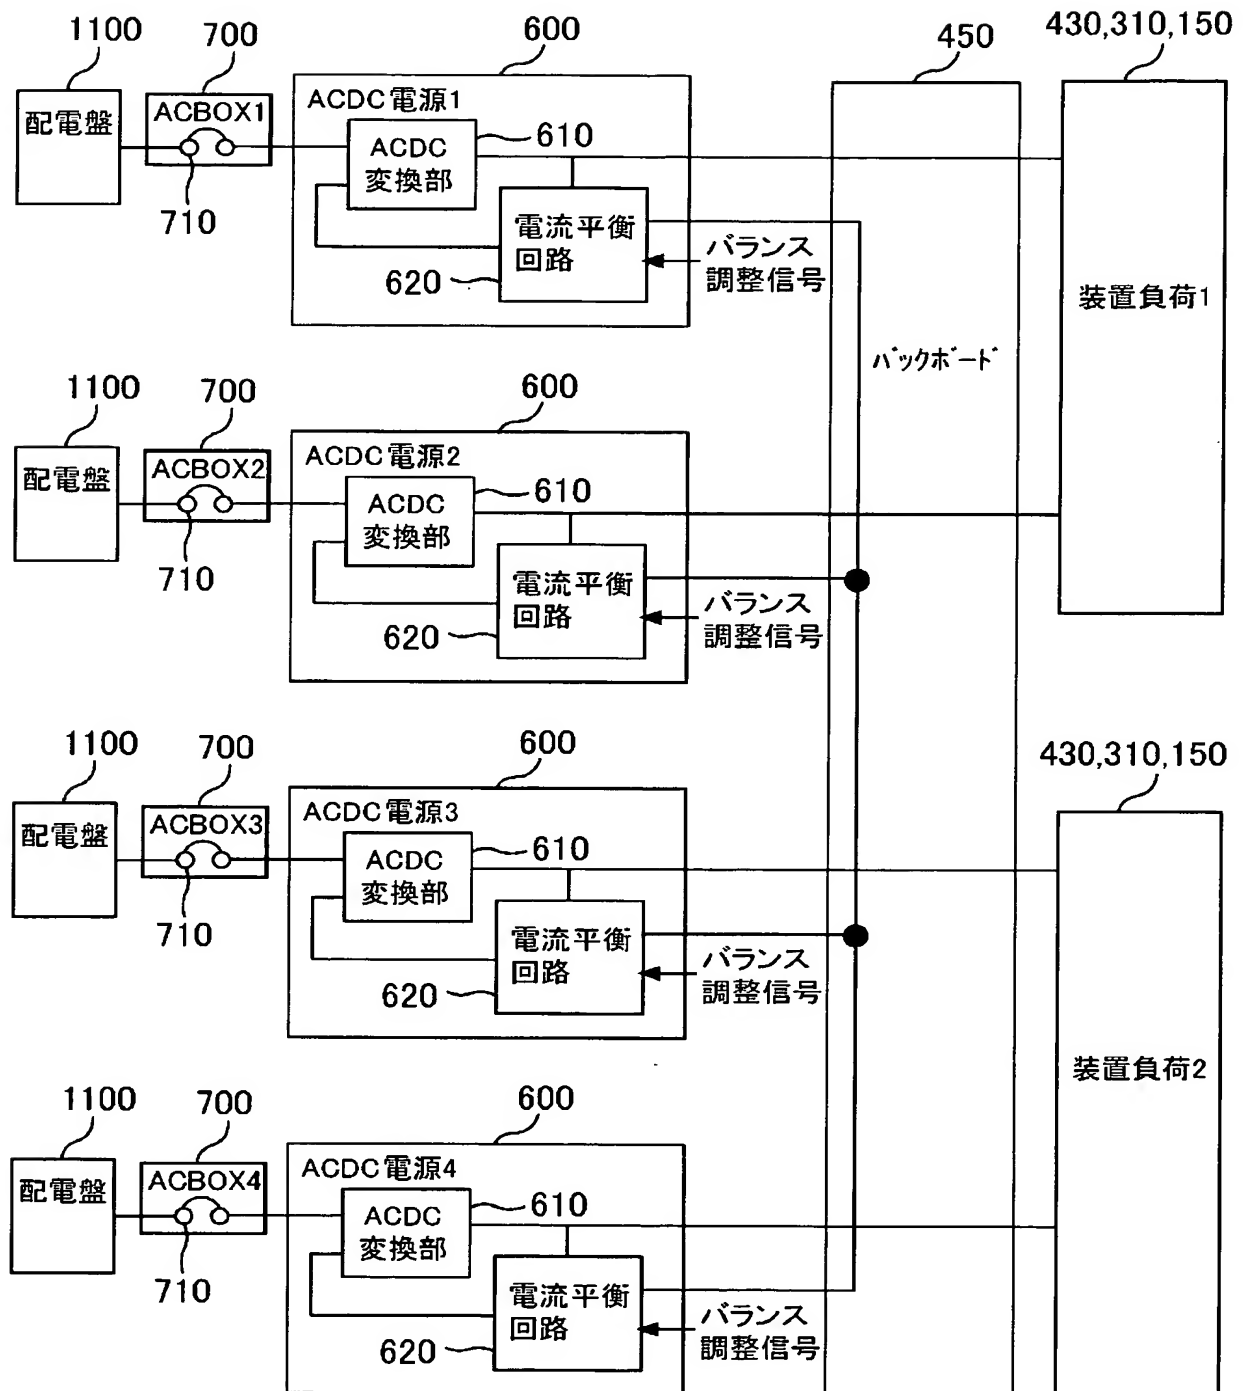 1100
700
600
450
430,310,150
配電盤
ACBOX1
710
ACDC電源1
ACDC
変換部
610
電流平衡
回路
620
バランス
調整信号
装置負荷1
バックボード
1100
700
600
配電盤
ACBOX2
710
ACDC電源2
ACDC
変換部
610
電流平衡
回路
620
バランス
調整信号
1100
700
600
430,310,150
配電盤
ACBOX3
710
ACDC電源3
ACDC
変換部
610
電流平衡
回路
620
バランス
調整信号
装置負荷2
1100
700
600
配電盤
ACBOX4
710
ACDC電源4
ACDC
変換部
610
電流平衡
回路
620
バランス
調整信号